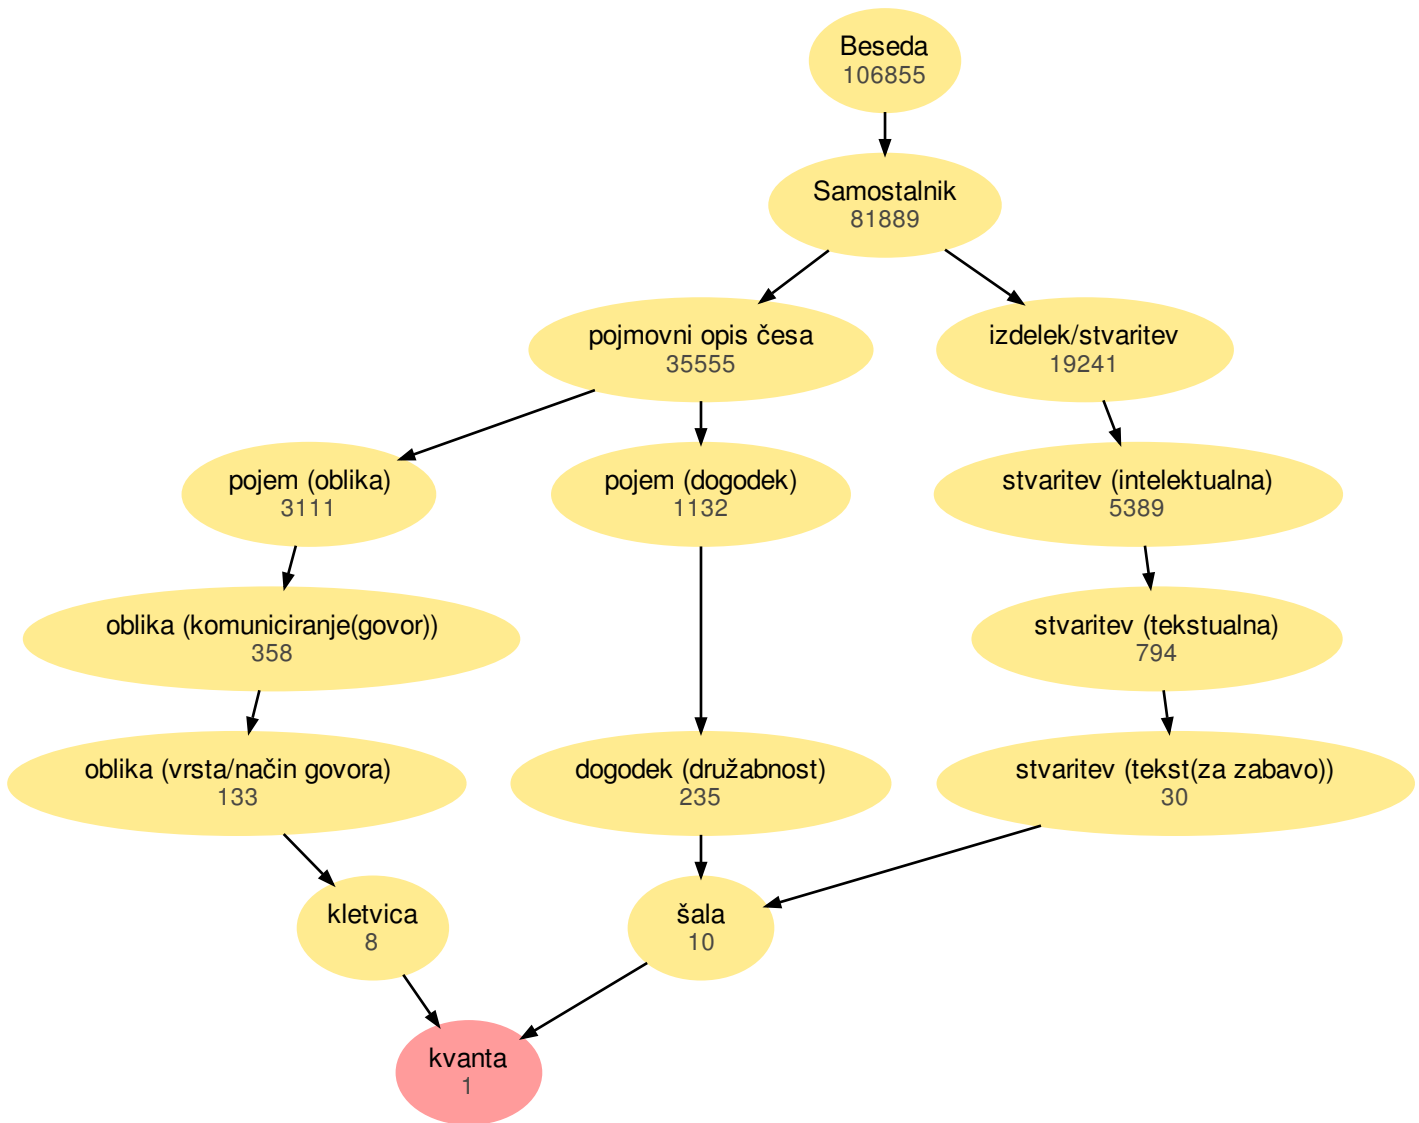 Beseda
106855
Samostalnik
81889
pojmovni opis česa
35555
izdelek/stvaritev
19241
pojem (oblika)
3111
pojem (dogodek)
1132
stvaritev (intelektualna)
5389
oblika (komuniciranje(govor))
358
stvaritev (tekstualna)
794
oblika (vrsta/način govora)
133
dogodek (družabnost)
235
stvaritev (tekst(za zabavo))
30
kletvica
8
šala
10
kvanta
1